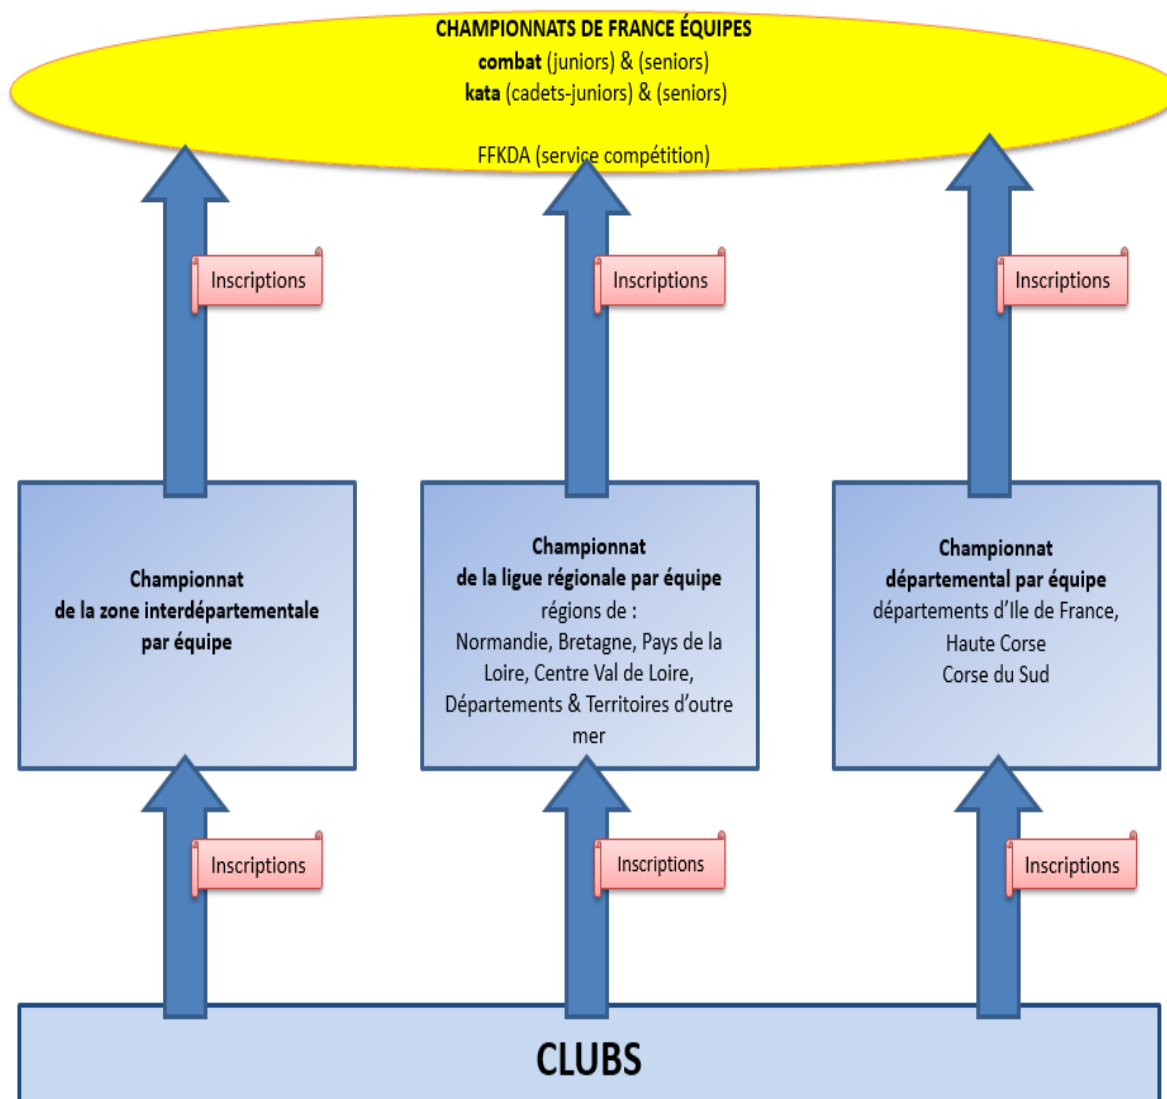 CHAMPIONNATS DE FRANCE ÉQUIPES
combat (juniors) & (seniors)
kata (cadets-juniors) & (seniors)
FFKDA (service compétition)
Inscriptions
Inscriptions
Inscriptions
Championnat
de la zone interdépartementale
par équipe
Championnat
de la ligue régionale par équipe
régions de :
Normandie, Bretagne, Pays de la
Loire, Centre Val de Loire,
Départements & Territoires d'outre
mer
Championnat
départemental par équipe
départements d'Ile de France,
Haute Corse
Corse du Sud
Inscriptions
Inscriptions
Inscriptions
CLUBS